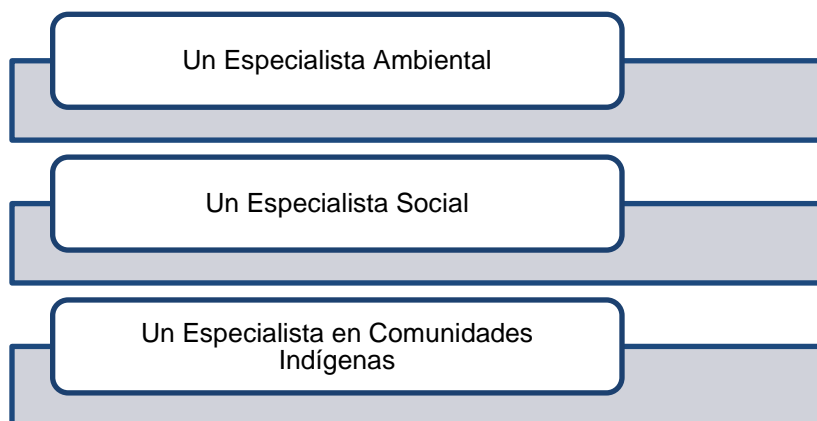 Un Especialista Ambiental
Un Especialista Social
Un Especialista en Comunidades
Indígenas